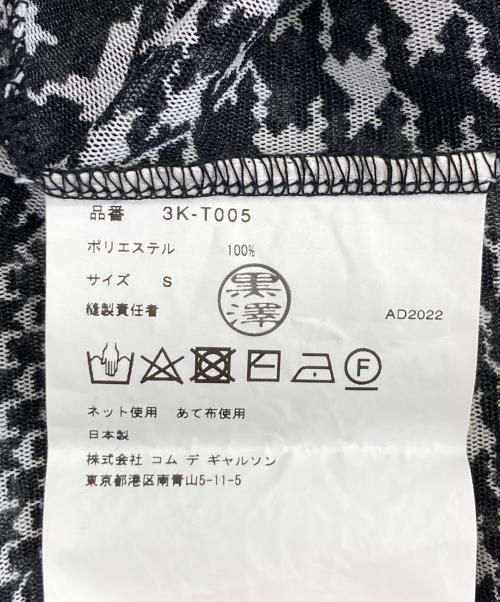 品番 3K-T005
ポリエステル 100%
サイズ S
縫製責任者 黒澤 AD2022
F
ネット使用 あて布使用
日本製
株式会社 コム デ ギャルソン
東京都港区南青山5-11-5